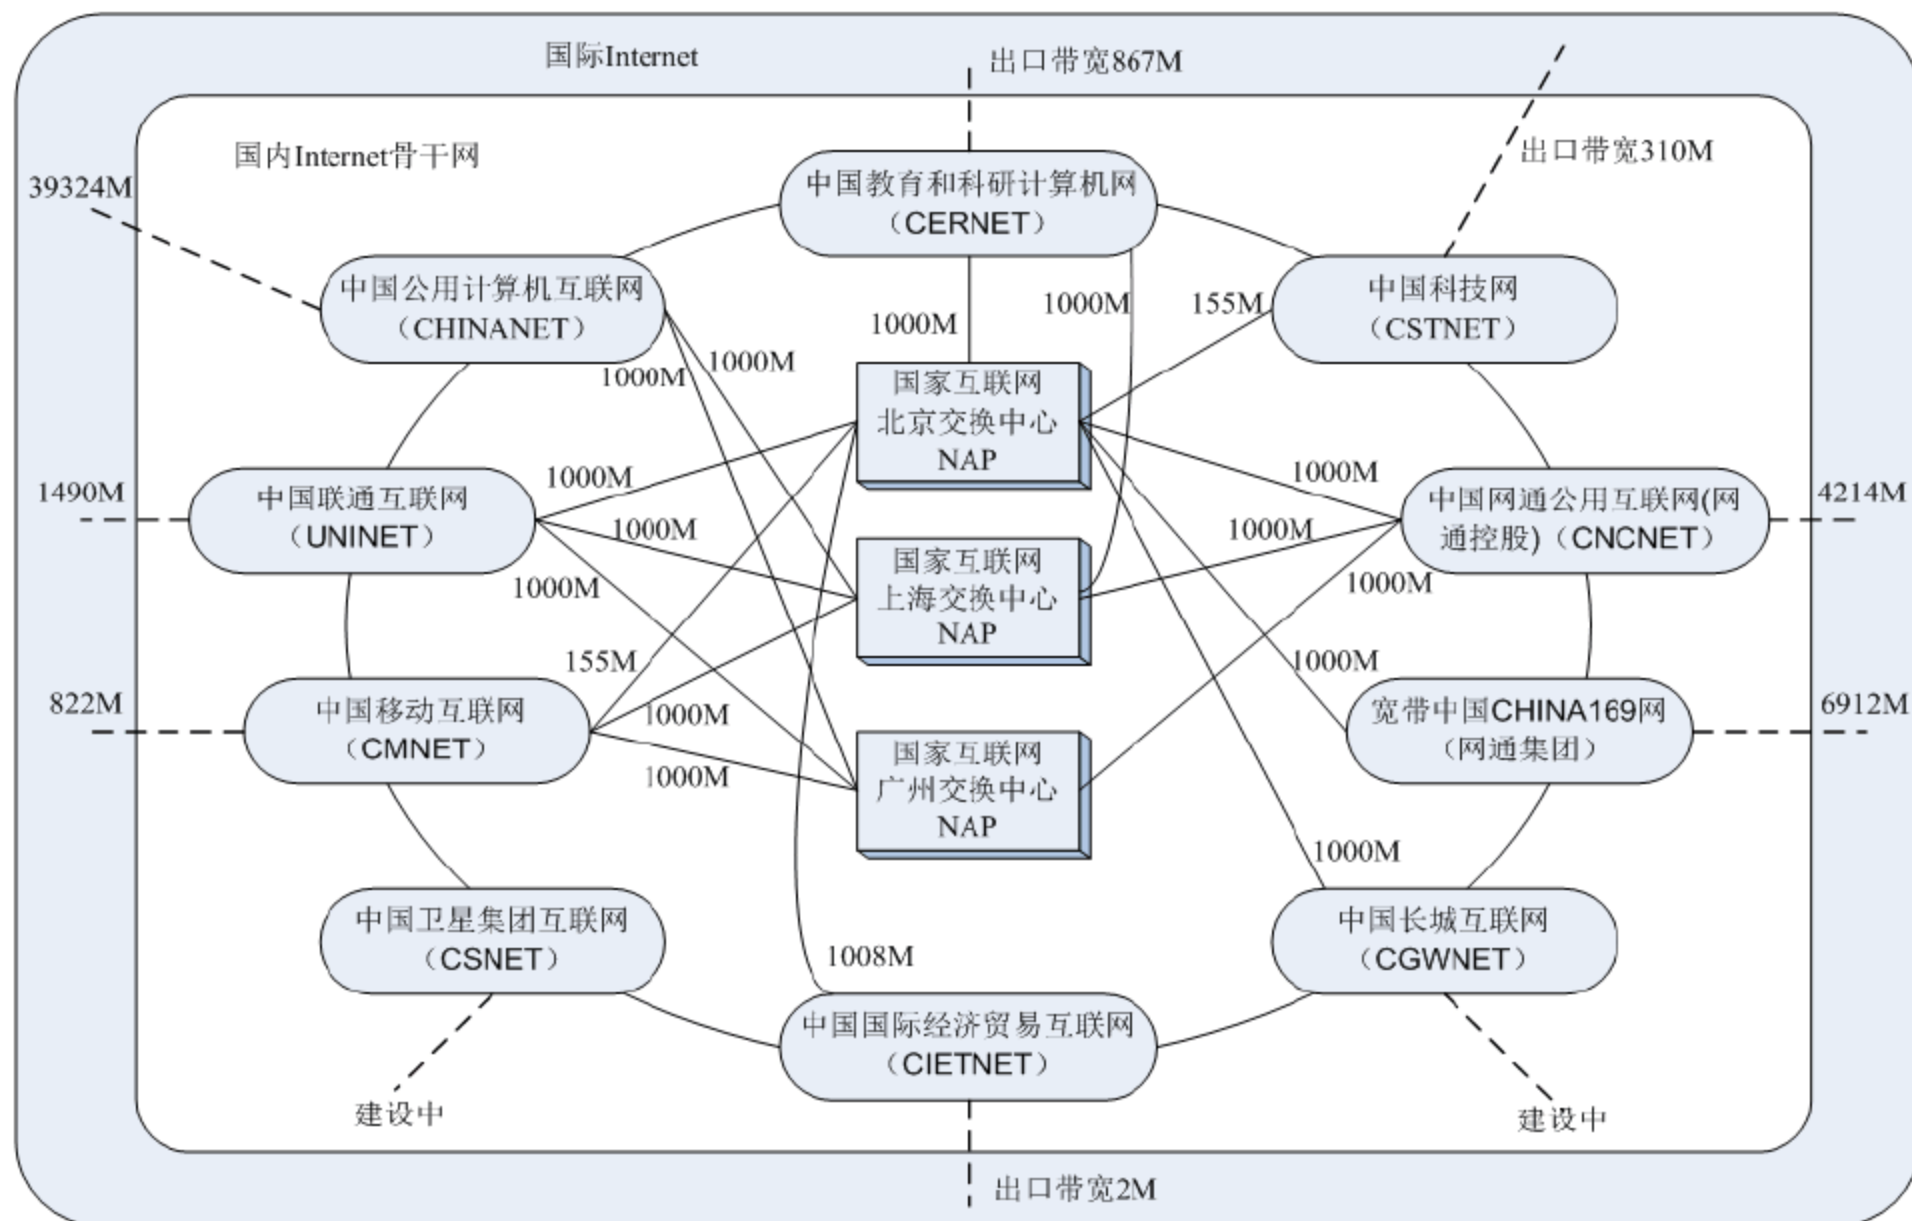 国际Internet
出口带宽867M
国内Internet骨干网
出口带宽310M
39324M
中国教育和科研计算机网
（CERNET）
中国公用计算机互联网
（CHINANET）
中国科技网
（CSTNET）
1000M
155M
1000M
1000M
1000M
国家互联网
北京交换中心
NAP
1490M
中国联通互联网
（UNINET）
1000M
1000M
1000M
1000M
1000M
中国网通公用互联网(网
通控股)（CNCNET）
4214M
国家互联网
上海交换中心
NAP
1000M
1000M
155M
1000M
822M
中国移动互联网
（CMNET）
1000M
1000M
宽带中国CHINA169网
（网通集团）
6912M
国家互联网
广州交换中心
NAP
1000M
中国卫星集团互联网
（CSNET）
1008M
中国长城互联网
（CGWNET）
中国国际经济贸易互联网
（CIETNET）
建设中
建设中
出口带宽2M